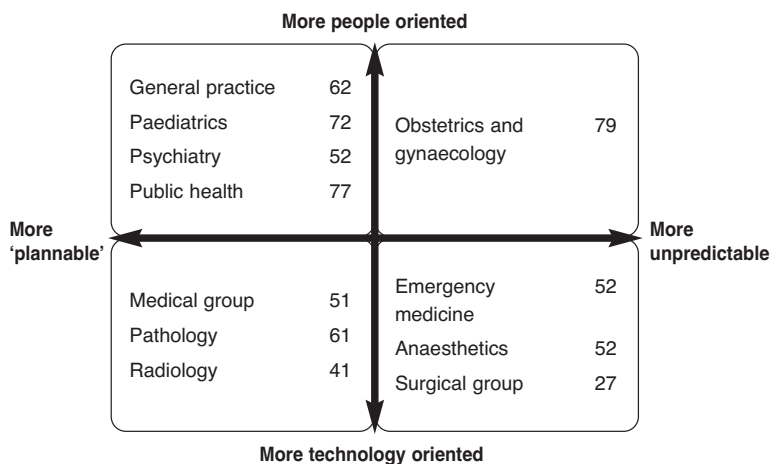 More people oriented
General practice 62
Paediatrics 72
Psychiatry 52
Public health 77
Obstetrics and 79
gynaecology
More
‘plannable’
More
unpredictable
Medical group 51
Pathology 61
Radiology 41
Emergency 52
medicine
Anaesthetics 52
Surgical group 27
More technology oriented